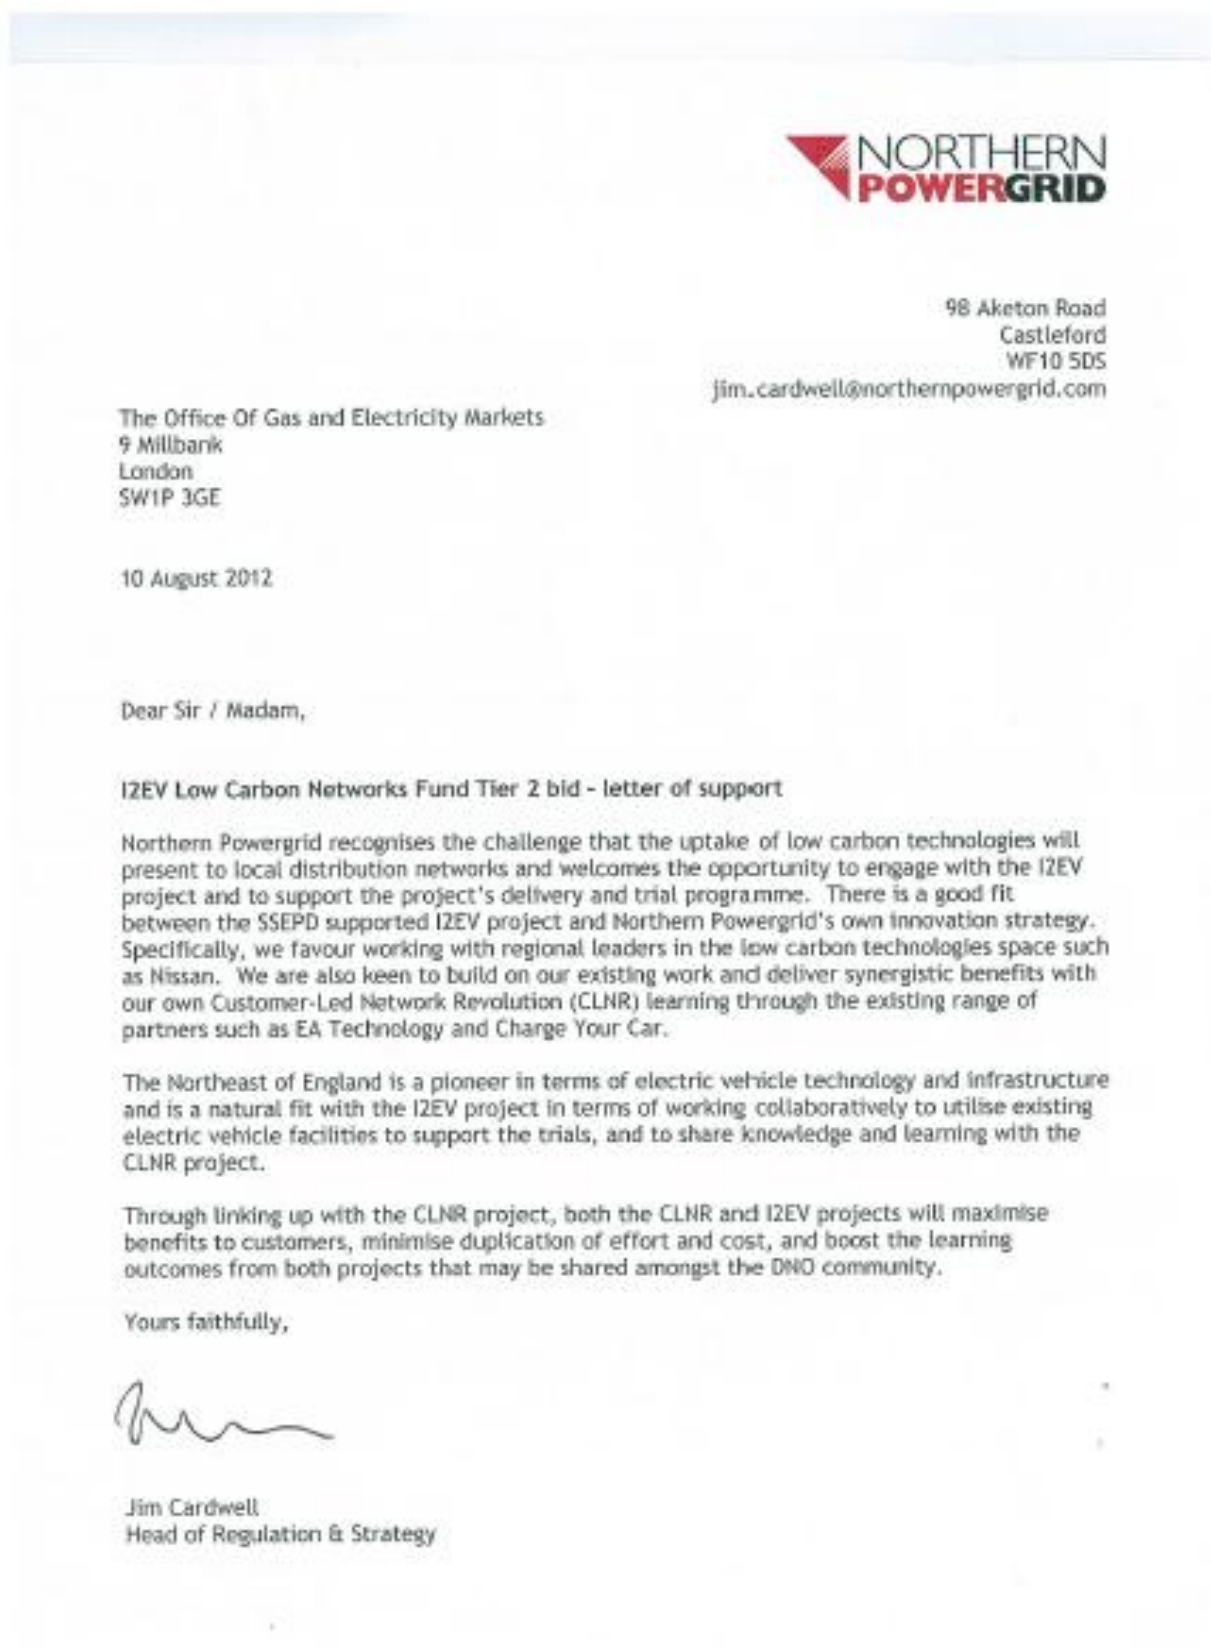 NORTHERN
POWERGRID
98 Aketon Road
Castleford
WF10 5DS
jim.cardwell@northernpowergrid.com
The Office Of Gas and Electricity Markets
9 Millbank
London
SW1P 3GE
10 August 2012
Dear Sir / Madam,
I2EV Low Carbon Networks Fund Tier 2 bid - letter of support
Northern Powergrid recognises the challenge that the uptake of low carbon technologies will
present to local distribution networks and welcomes the opportunity to engage with the I2EV
project and to support the project's delivery and trial programme. There is a good fit
between the SSEPD supported I2EV project and Northern Powergrid's own innovation strategy.
Specifically, we favour working with regional leaders in the low carbon technologies space such
as Nissan. We are also keen to build on our existing work and deliver synergistic benefits with
our own Customer-Led Network Revolution (CLNR) learning through the existing range of
partners such as EA Technology and Charge Your Car.
The Northeast of England is a pioneer in terms of electric vehicle technology and infrastructure
and is a natural fit with the I2EV project in terms of working collaboratively to utilise existing
electric vehicle facilities to support the trials, and to share knowledge and learning with the
CLNR project.
Through linking up with the CLNR project, both the CLNR and I2EV projects will maximise
benefits to customers, minimise duplication of effort and cost, and boost the learning
outcomes from both projects that may be shared amongst the DNO community.
Yours faithfully,
Jim Cardwell
Head of Regulation & Strategy